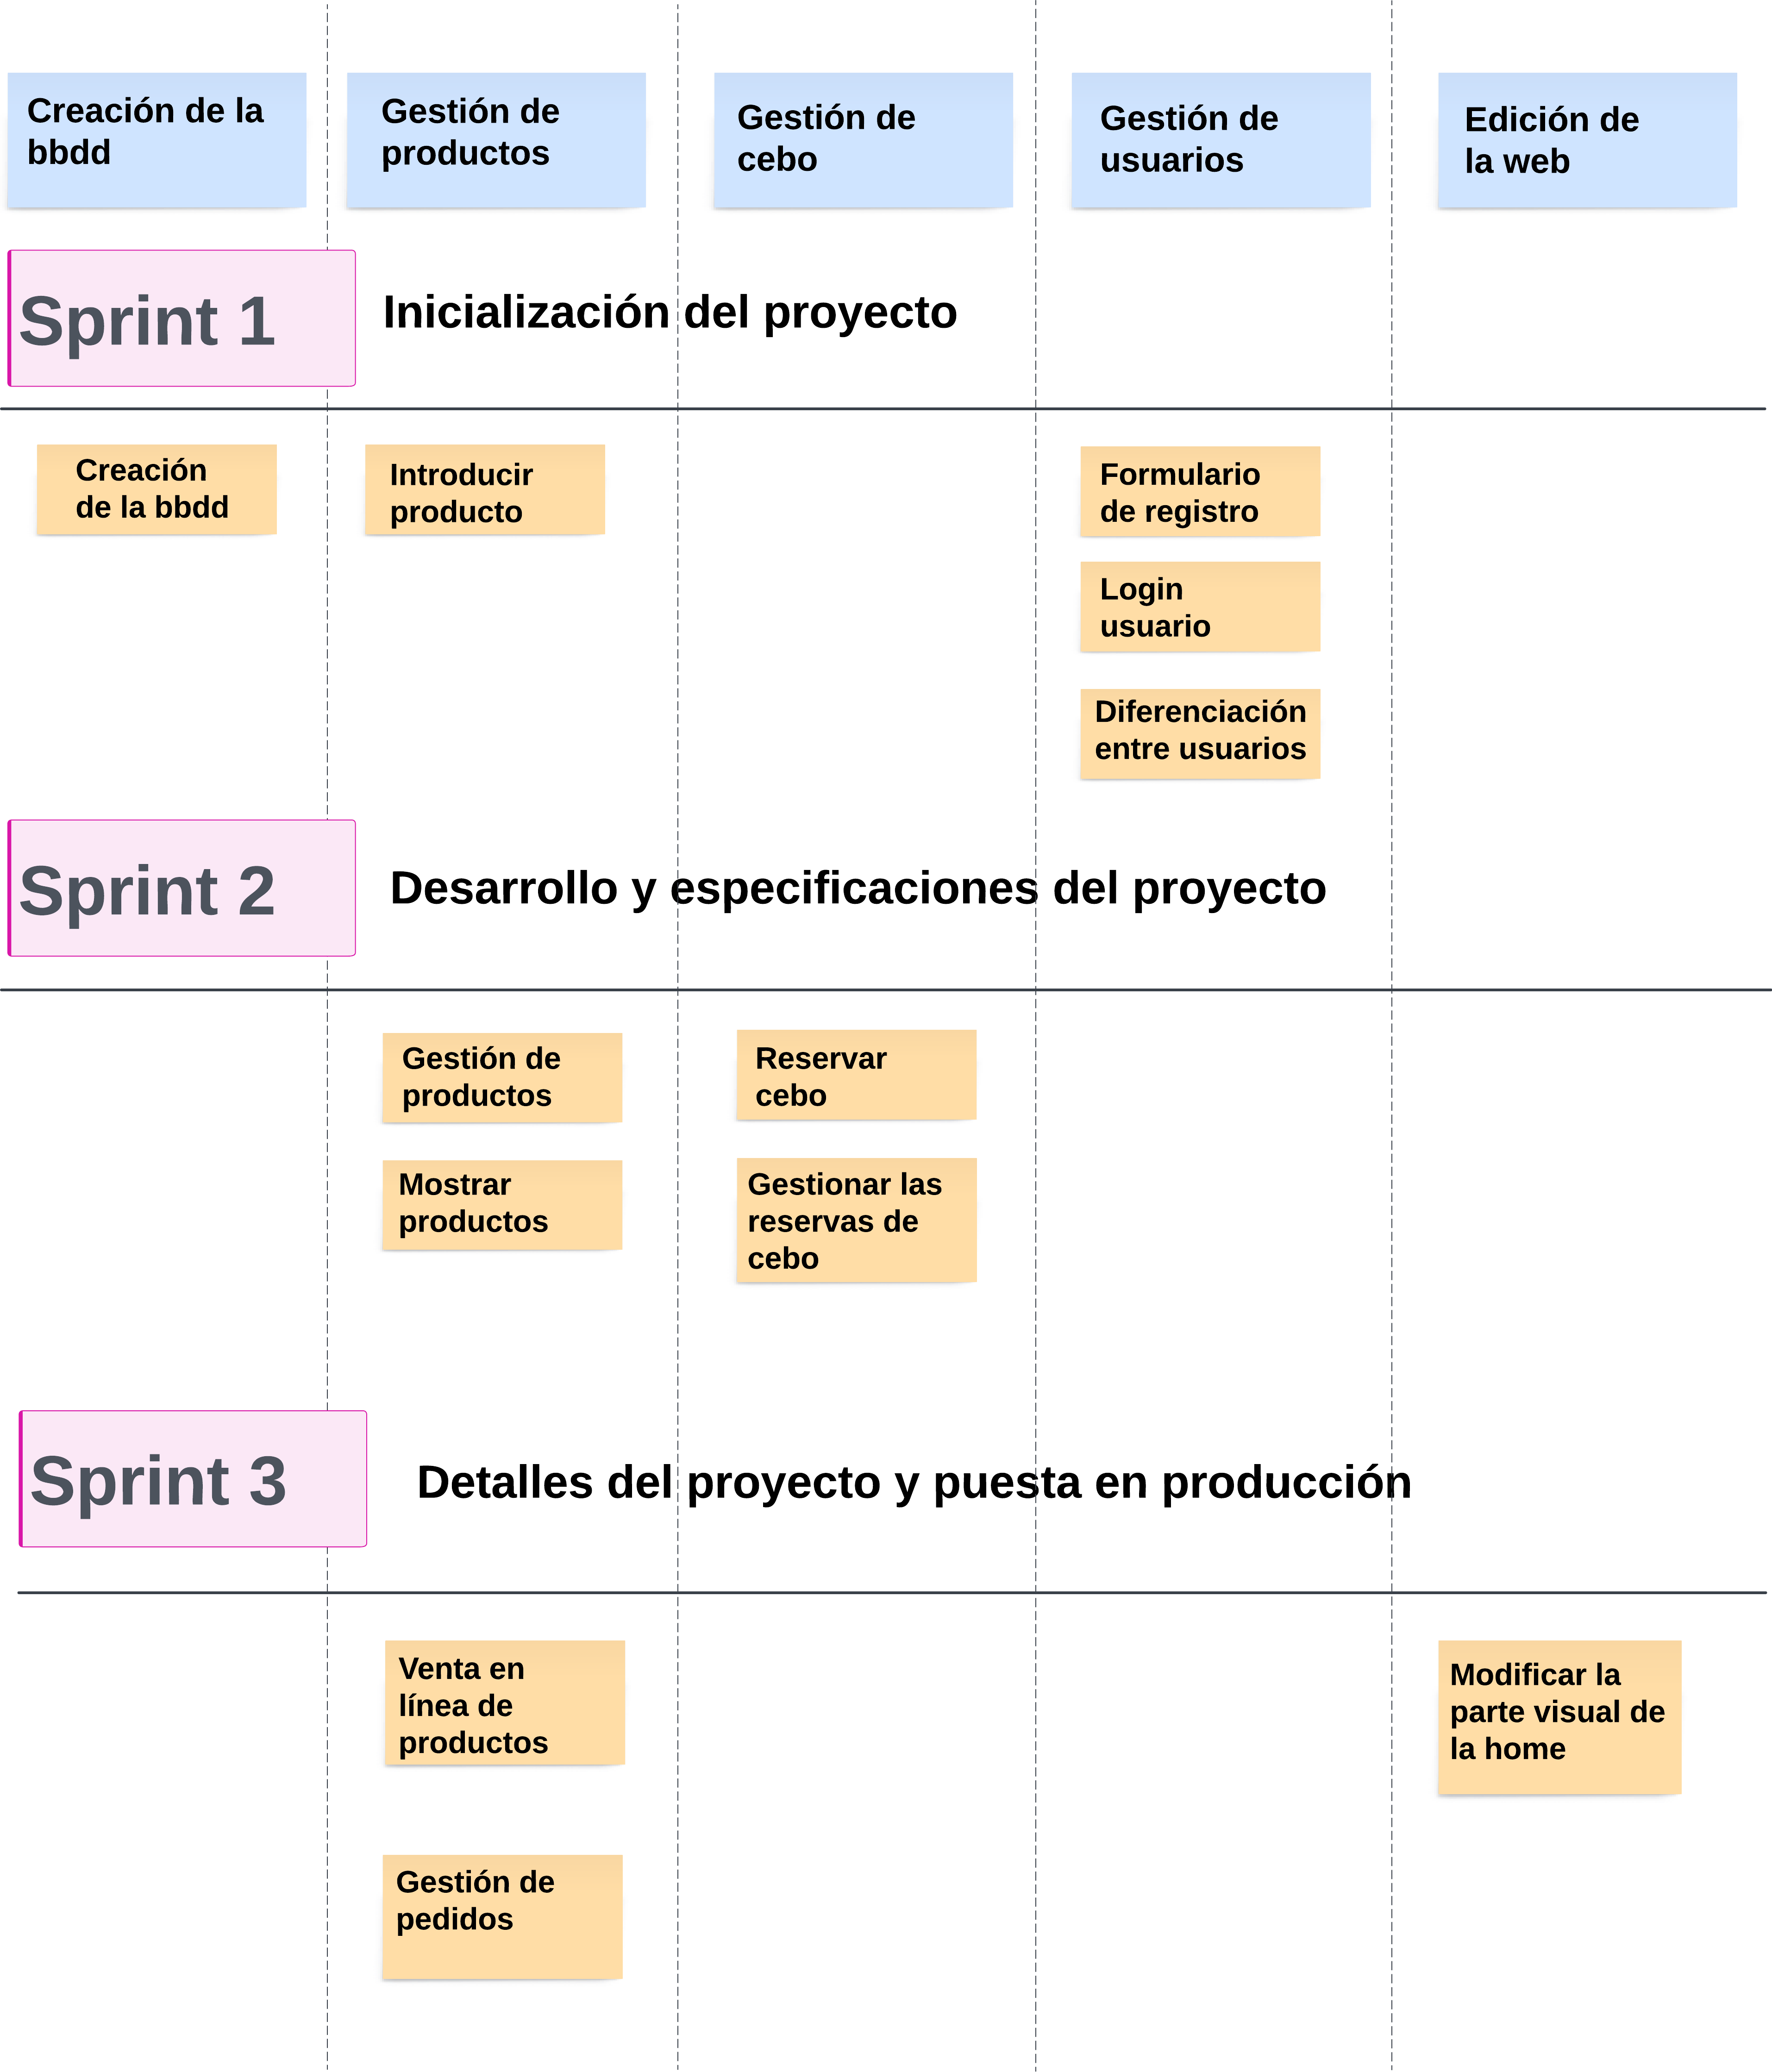 Creación de la
bbdd
Gestión de
productos
Gestión de
cebo
Gestión de
usuarios
Edición de
la web
Sprint 1
Inicialización del proyecto
Creación
de la bbdd
Introducir
producto
Formulario
de registro
Login
usuario
Diferenciación
entre usuarios
Sprint 2
Desarrollo y especificaciones del proyecto
Gestión de
productos
Reservar
cebo
Mostrar
productos
Gestionar las
reservas de
cebo
Sprint 3
Detalles del proyecto y puesta en producción
Venta en
línea de
productos
Modificar la
parte visual de
la home
Gestión de
pedidos